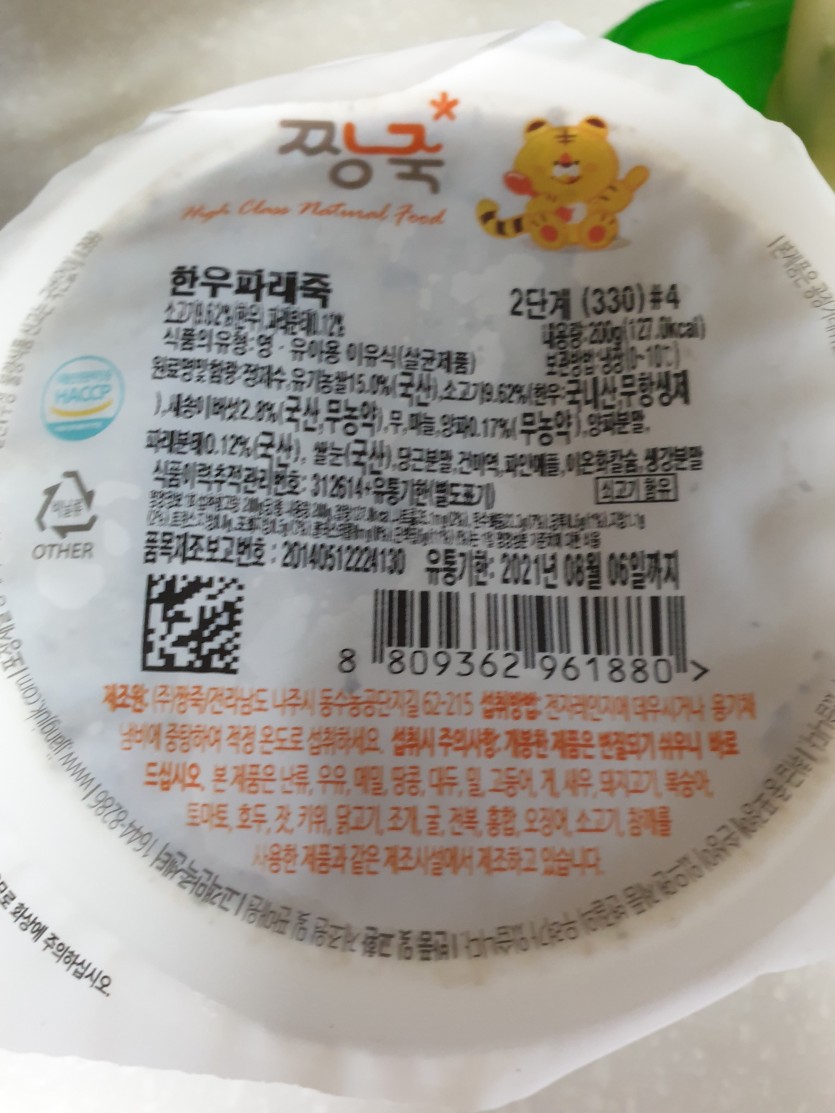 짱죽*
High Class Natural Food
한우파래죽
2단계 (330)#4
소고기9.62%(한우),파래분태0.12%
내용량:200g(127.0kcal)
식품의유형:영·유아용 이유식(살균제품)
보관방법:냉장(0~10℃)
원료명및함량:정제수,유기농쌀15.0%(국산),소고기9.62%(한우:국내산,무항생제
),새송이버섯2.8%(국산,무농약),무,마늘,양파0.17%(무농약),양파분말,
파래분태0.12%(국산), 쌀눈(국산),당근분말,건미역,파인애플,이온화칼슘,생강분말
식품이력추적관리번호: 312614+유통기한(별도표기)
쇠고기 함유
품목제조보고번호 : 20140512224130 유통기한: 2021년 08월 06일까지
HACCP
비닐류
OTHER
8 809362 961880 >
제조원: (주)짱죽/전라남도 나주시 동수농공단지길 62-215 섭취방법: 전자레인지에 데우시거나 용기째
냄비에 중탕하여 적정 온도로 섭취하세요. 섭취시 주의사항: 개봉한 제품은 변질되기 쉬우니 바로
드십시오. 본 제품은 난류, 우유, 메밀, 땅콩, 대두, 밀, 고등어, 게, 새우, 돼지고기, 복숭아,
토마토, 호두, 잣, 키위, 닭고기, 조개, 굴, 전복, 홍합, 오징어, 소고기, 참깨를
사용한 제품과 같은 제조시설에서 제조하고 있습니다.
www.jjangjuk.com
1644-8286
화상에 주의하십시오.